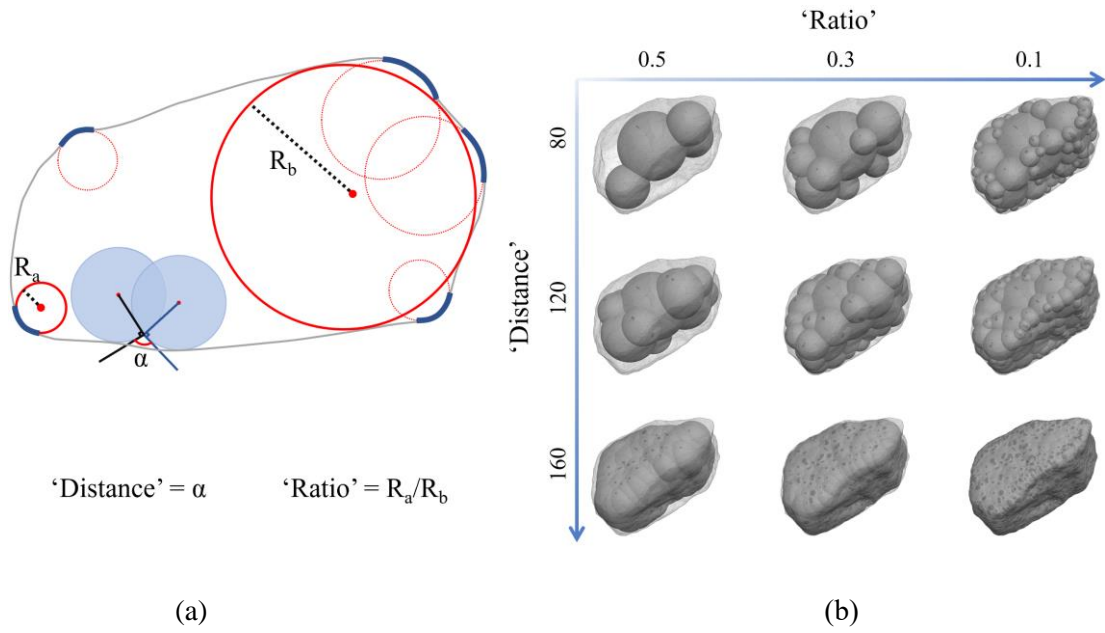 R_b
R_a
α
‘Distance’ = α
‘Ratio’ = R_a/R_b
(a)
‘Ratio’
0.5 0.3 0.1
‘Distance’
80
120
160
(b)